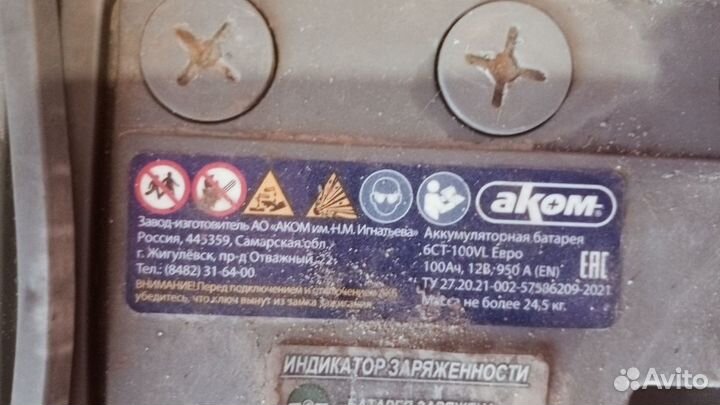 аком
Завод-изготовитель АО «АКОМ им. Н.М. Игнатьева»
Россия, 445359, Самарская обл.,
г. Жигулёвск, пр-д Отважный, 22
Тел.: (8482) 31-64-00
ВНИМАНИЕ! Перед подключением и отключением
убедитесь, что ключ вынут из замка зажигания
Аккумуляторная батарея
6СТ-100VL Евро
100Ач, 12В, 950 А (EN)
ТУ 27.20.21-002-57586209-2021
Масса не более 24,5 кг.
EAC
ИНДИКАТОР ЗАРЯЖЕННОСТИ
БАТАРЕЯ
Avito